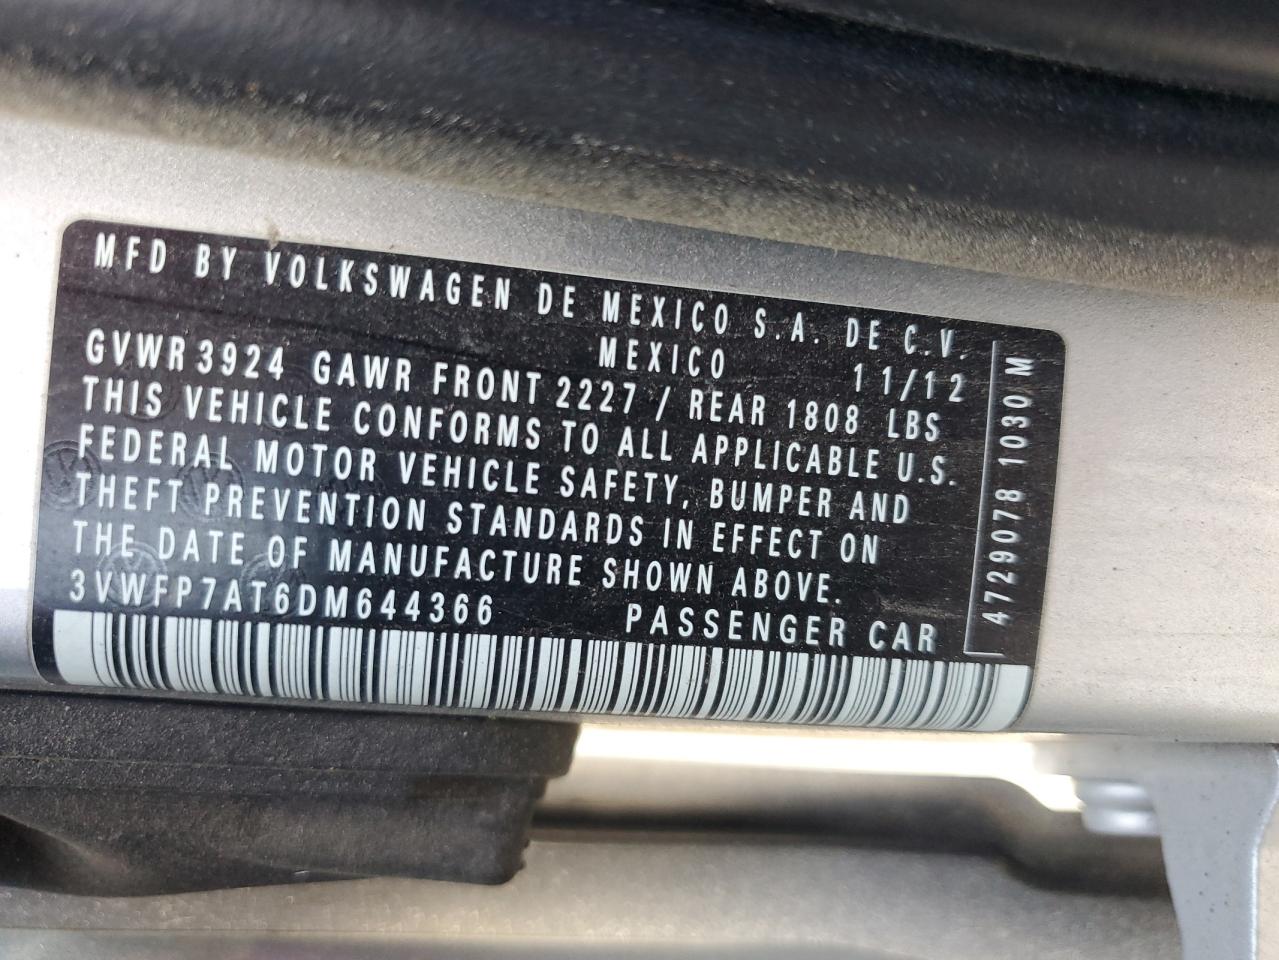 MFD BY VOLKSWAGEN DE MEXICO S.A. DE C.V.
MEXICO 11/12
GVWR 3924 GAWR FRONT 2227 / REAR 1808 LBS
THIS VEHICLE CONFORMS TO ALL APPLICABLE U.S.
FEDERAL MOTOR VEHICLE SAFETY, BUMPER AND
THEFT PREVENTION STANDARDS IN EFFECT ON
THE DATE OF MANUFACTURE SHOWN ABOVE.
3VWFP7AT6DM644366 PASSENGER CAR
4729078 1030 M